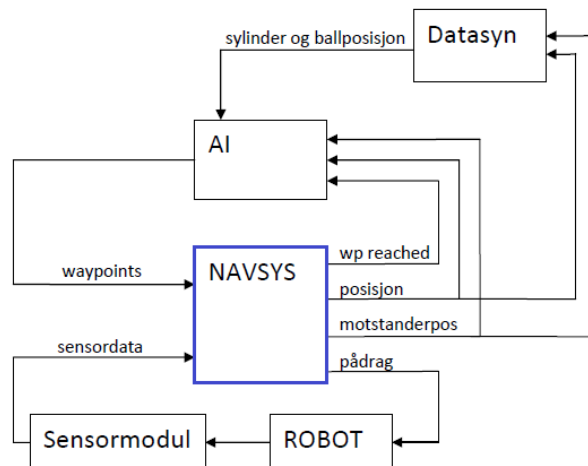 sylinder og ballposisjon
Datasyn
AI
waypoints
NAVSYS
wp reached
posisjon
motstanderpos
sensordata
pådrag
Sensormodul
ROBOT